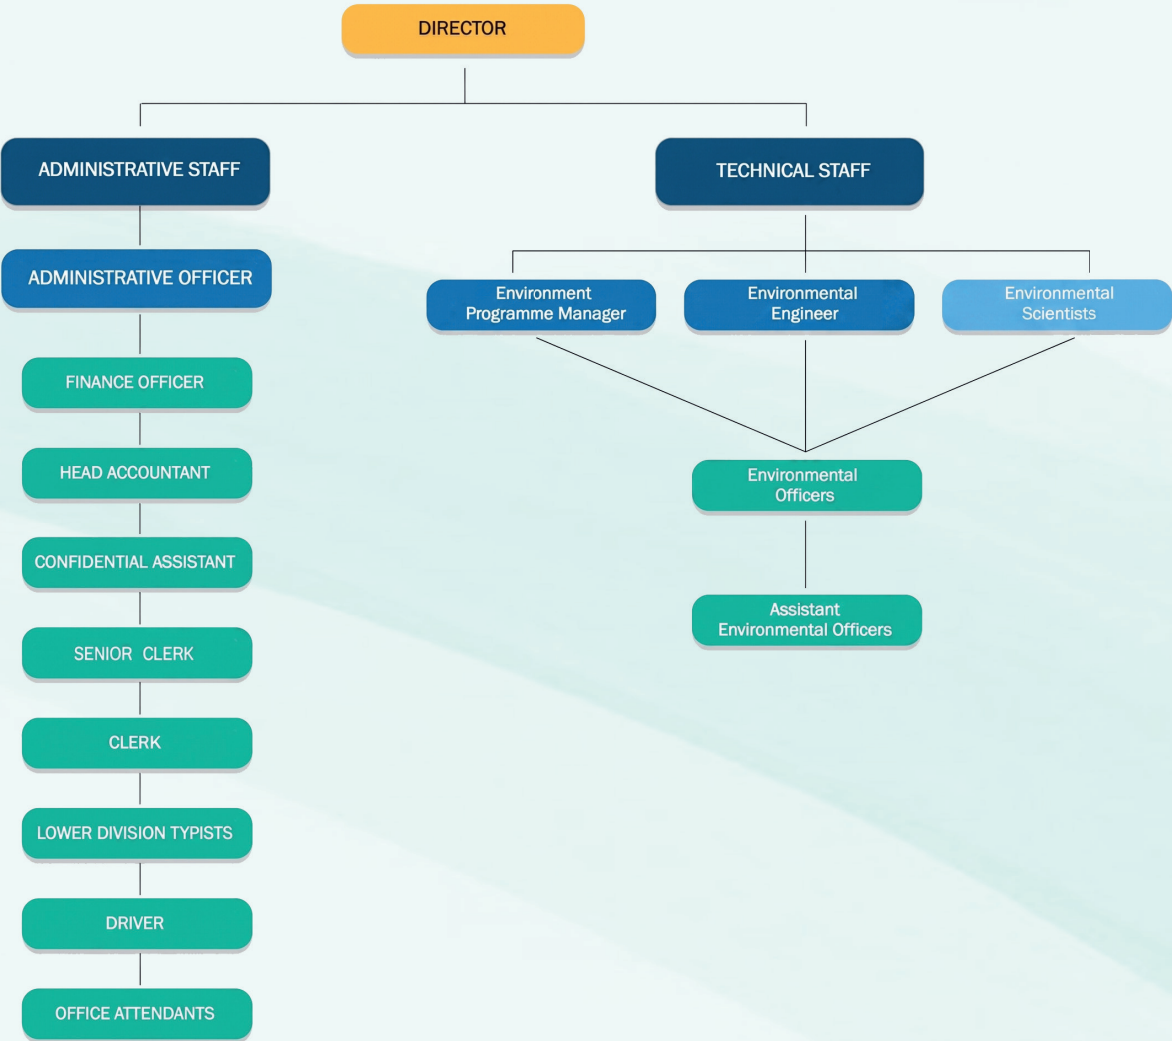 DIRECTOR
ADMINISTRATIVE STAFF
TECHNICAL STAFF
ADMINISTRATIVE OFFICER
Environment
Programme Manager
Environmental
Engineer
Environmental
Scientists
FINANCE OFFICER
HEAD ACCOUNTANT
CONFIDENTIAL ASSISTANT
SENIOR CLERK
CLERK
LOWER DIVISION TYPISTS
DRIVER
OFFICE ATTENDANTS
Environmental
Officers
Assistant
Environmental Officers